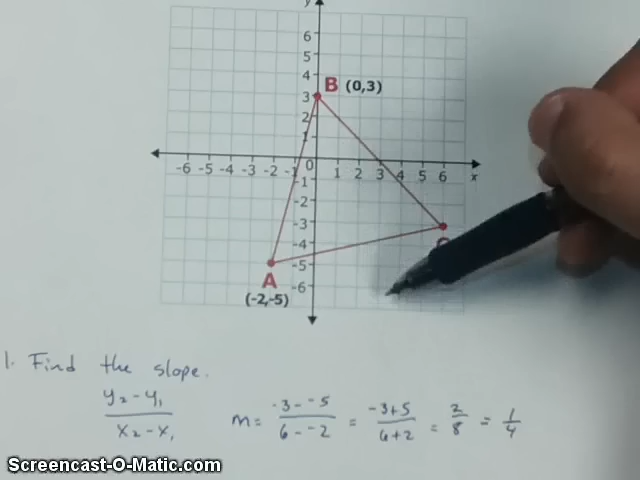 y
6
5
4
3
2
1
B (0,3)
-6 -5 -4 -3 -2 -1 0 1 2 3 4 5 6 x
-1
-2
-3
-4
-5
-6
A
(-2,-5)
1. Find the slope.
y₂ - y₁
x₂ - x₁
m = -3 - -5 / 6 - -2 = -3+5 / 6+2 = 2/8 = 1/4
Screencast-O-Matic.com